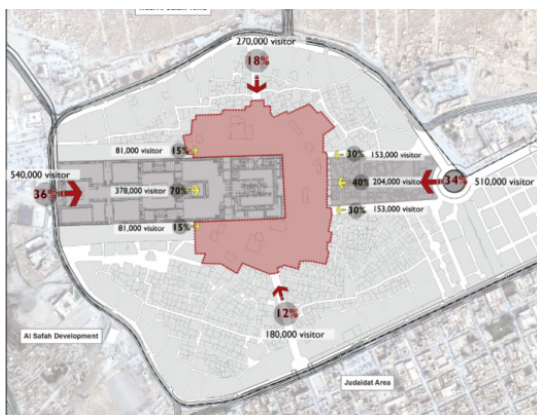 270,000 visitor
18%
81,000 visitor 15%
30% 153,000 visitor
540,000 visitor
36%
378,000 visitor 70%
40% 204,000 visitor
34% 510,000 visitor
81,000 visitor 15%
30% 153,000 visitor
12%
180,000 visitor
Al Safah Development
Judaidat Area